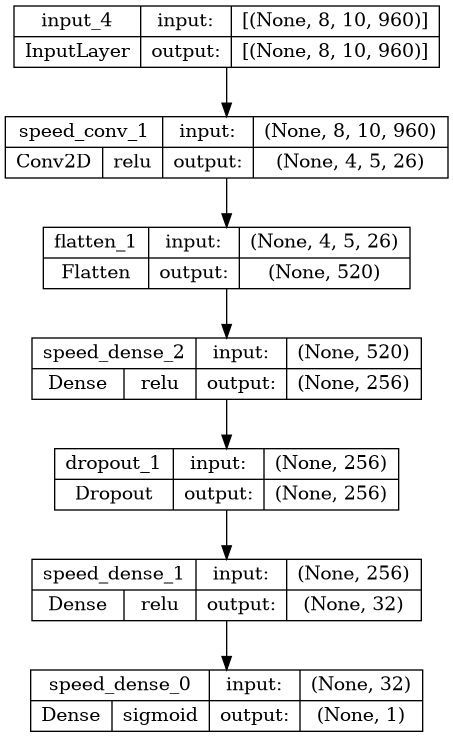 input_4 input: [(None, 8, 10, 960)]
InputLayer output: [(None, 8, 10, 960)]
speed_conv_1 input: (None, 8, 10, 960)
Conv2D relu output: (None, 4, 5, 26)
flatten_1 input: (None, 4, 5, 26)
Flatten output: (None, 520)
speed_dense_2 input: (None, 520)
Dense relu output: (None, 256)
dropout_1 input: (None, 256)
Dropout output: (None, 256)
speed_dense_1 input: (None, 256)
Dense relu output: (None, 32)
speed_dense_0 input: (None, 32)
Dense sigmoid output: (None, 1)